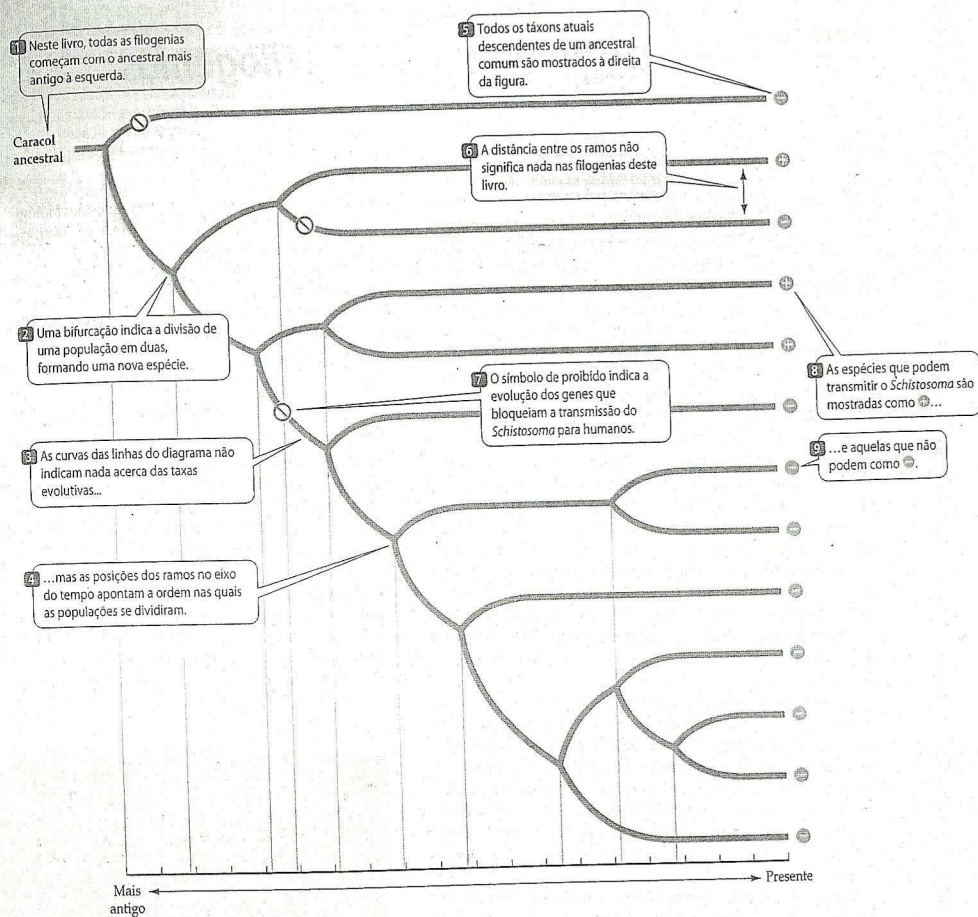 1 Neste livro, todas as filogenias
começam com o ancestral mais
antigo à esquerda.
5 Todos os táxons atuais
descendentes de um ancestral
comum são mostrados à direita
da figura.
Caracol
ancestral
6 A distância entre os ramos não
significa nada nas filogenias deste
livro.
2 Uma bifurcação indica a divisão de
uma população em duas,
formando uma nova espécie.
7 O símbolo de proibido indica a
evolução dos genes que
bloqueiam a transmissão do
Schistosoma para humanos.
8 As espécies que podem
transmitir o Schistosoma são
mostradas como +...
3 As curvas das linhas do diagrama não
indicam nada acerca das taxas
evolutivas...
9 ...e aquelas que não
podem como −.
4 ...mas as posições dos ramos no eixo
do tempo apontam a ordem nas quais
as populações se dividiram.
Mais
antigo
Presente